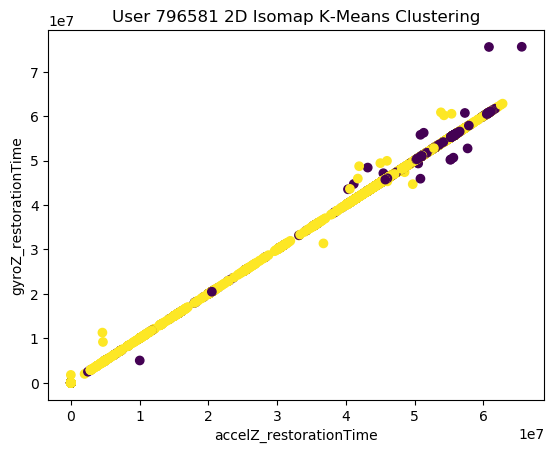 User 796581 2D Isomap K-Means Clustering
1e7
7
6
5
4
3
2
1
0
gyroZ_restorationTime
0 1 2 3 4 5 6
1e7
accelZ_restorationTime